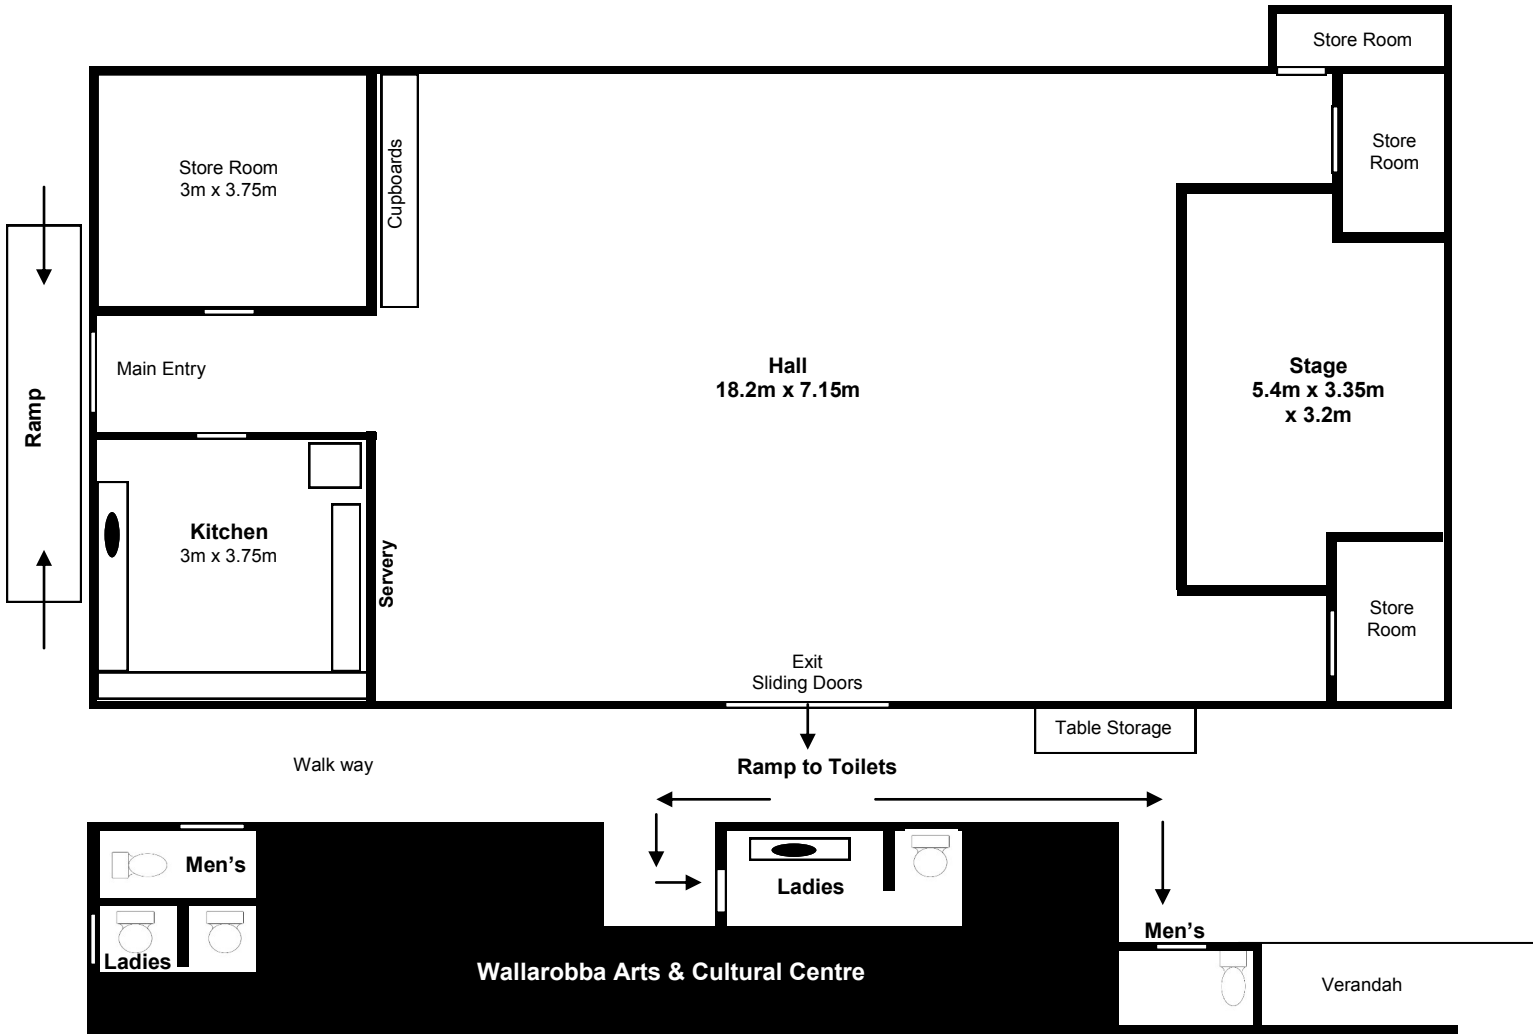 Store Room
Store Room
3m x 3.75m
Cupboards
Store
Room
Main Entry
Ramp
Hall
18.2m x 7.15m
Stage
5.4m x 3.35m
x 3.2m
Kitchen
3m x 3.75m
Servery
Store
Room
Exit
Sliding Doors
Table Storage
Walk way
Ramp to Toilets
Men's
Ladies
Ladies
Men's
Wallarobba Arts & Cultural Centre
Verandah